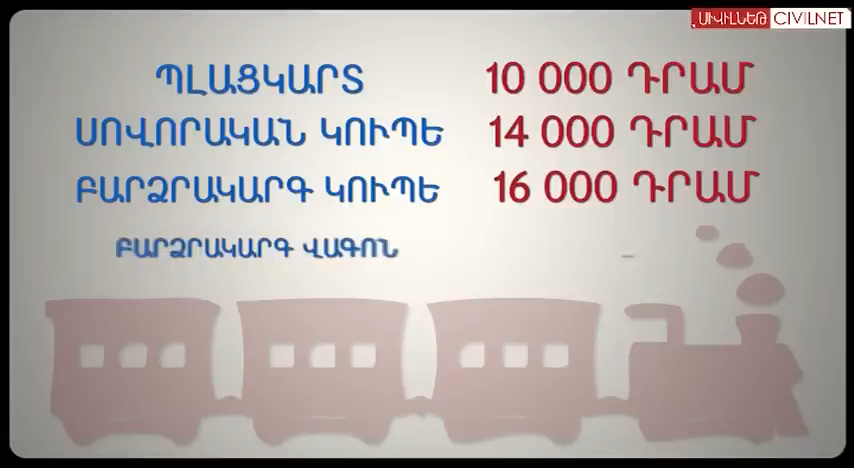 ՍԻՎԻԼՆԵԹ CIVILNET
ՊԼԱՑԿԱՐՏ 10 000 ԴՐԱՄ
ՍՈՎՈՐԱԿԱՆ ԿՈՒՊԵ 14 000 ԴՐԱՄ
ԲԱՐՁՐԱԿԱՐԳ ԿՈՒՊԵ 16 000 ԴՐԱՄ
ԲԱՐՁՐԱԿԱՐԳ ՎԱԳՈՆ